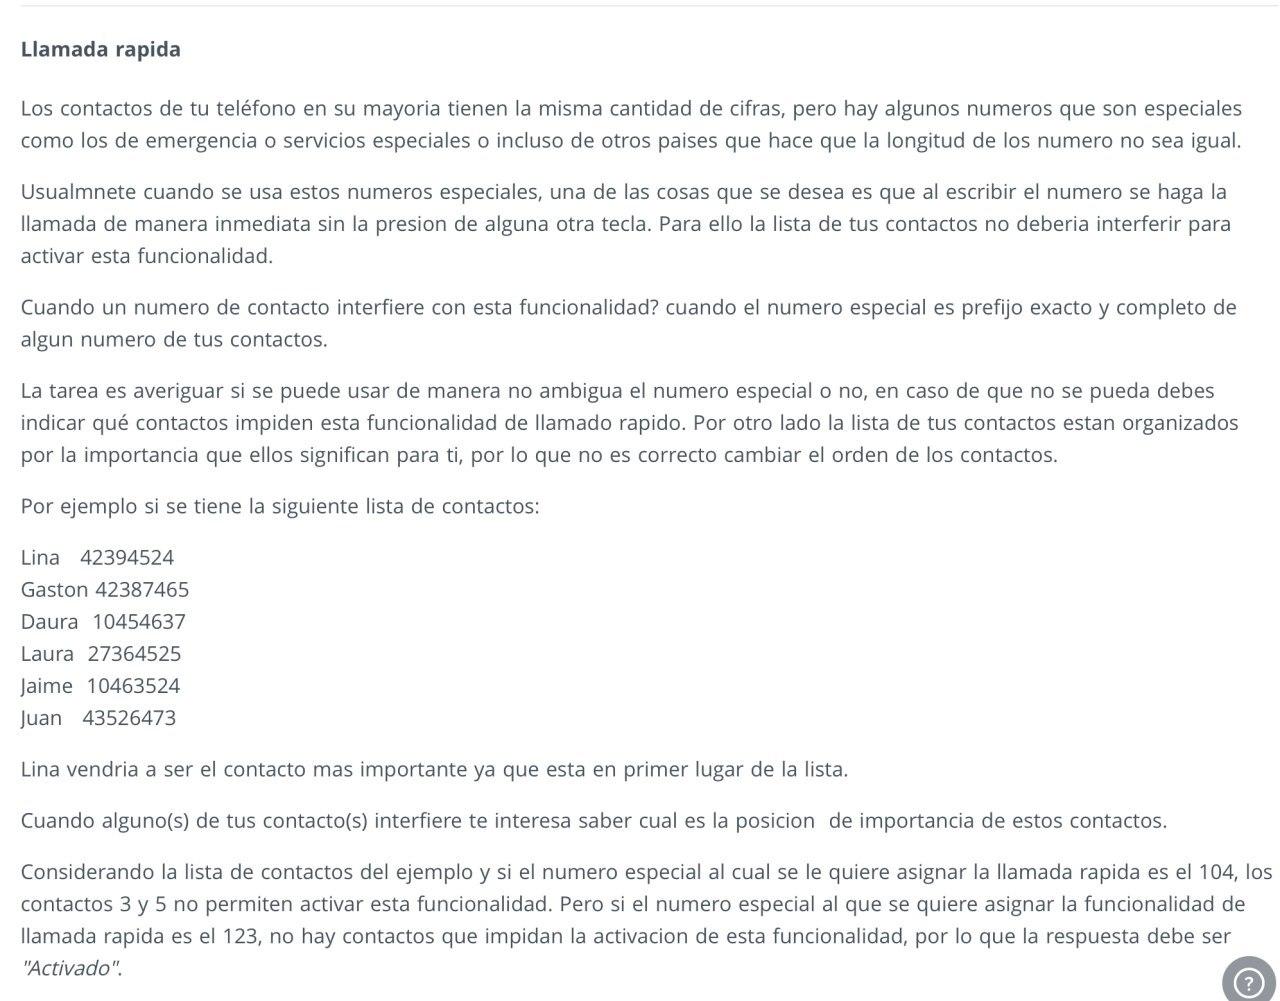 Llamada rapida
Los contactos de tu teléfono en su mayoria tienen la misma cantidad de cifras, pero hay algunos numeros que son especiales
como los de emergencia o servicios especiales o incluso de otros paises que hace que la longitud de los numero no sea igual.
Usualmnete cuando se usa estos numeros especiales, una de las cosas que se desea es que al escribir el numero se haga la
llamada de manera inmediata sin la presion de alguna otra tecla. Para ello la lista de tus contactos no deberia interferir para
activar esta funcionalidad.
Cuando un numero de contacto interfiere con esta funcionalidad? cuando el numero especial es prefijo exacto y completo de
algun numero de tus contactos.
La tarea es averiguar si se puede usar de manera no ambigua el numero especial o no, en caso de que no se pueda debes
indicar qué contactos impiden esta funcionalidad de llamado rapido. Por otro lado la lista de tus contactos estan organizados
por la importancia que ellos significan para ti, por lo que no es correcto cambiar el orden de los contactos.
Por ejemplo si se tiene la siguiente lista de contactos:
Lina 42394524
Gaston 42387465
Daura 10454637
Laura 27364525
Jaime 10463524
Juan 43526473
Lina vendria a ser el contacto mas importante ya que esta en primer lugar de la lista.
Cuando alguno(s) de tus contacto(s) interfiere te interesa saber cual es la posicion de importancia de estos contactos.
Considerando la lista de contactos del ejemplo y si el numero especial al cual se le quiere asignar la llamada rapida es el 104, los
contactos 3 y 5 no permiten activar esta funcionalidad. Pero si el numero especial al que se quiere asignar la funcionalidad de
llamada rapida es el 123, no hay contactos que impidan la activacion de esta funcionalidad, por lo que la respuesta debe ser
"Activado".
?